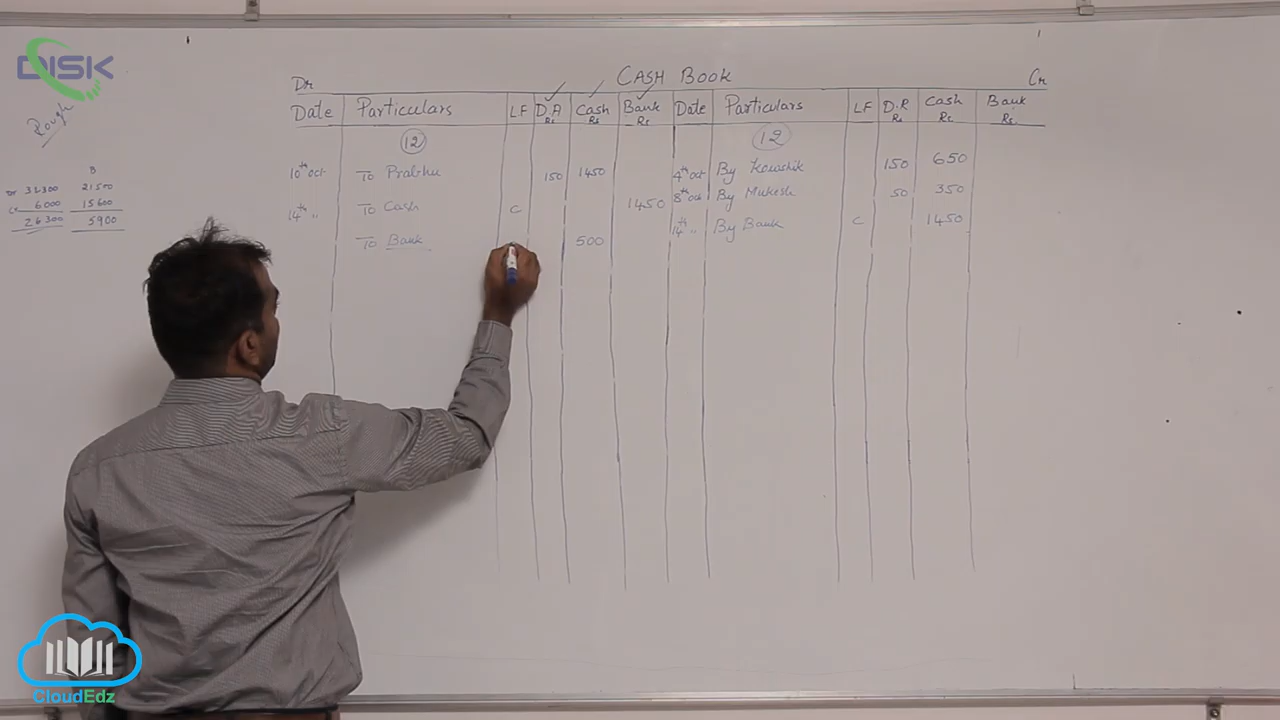 DISK
Rough
B
Dr 32300 21500
Cr 6000 15600
26300 5900
CASH BOOK
Dr Cr
Date Particulars LF D.A Rs Cash Rs Bank Rs Date Particulars LF D.R Rs Cash Rs Bank Rs
12 12
10th oct To Prabhu 150 1450 4th oct By Koushik 150 650
14th " To Cash C 1450 8th oct By Mukesh 50 350
To Bank 500 14th " By Bank C 1450
CloudEdz